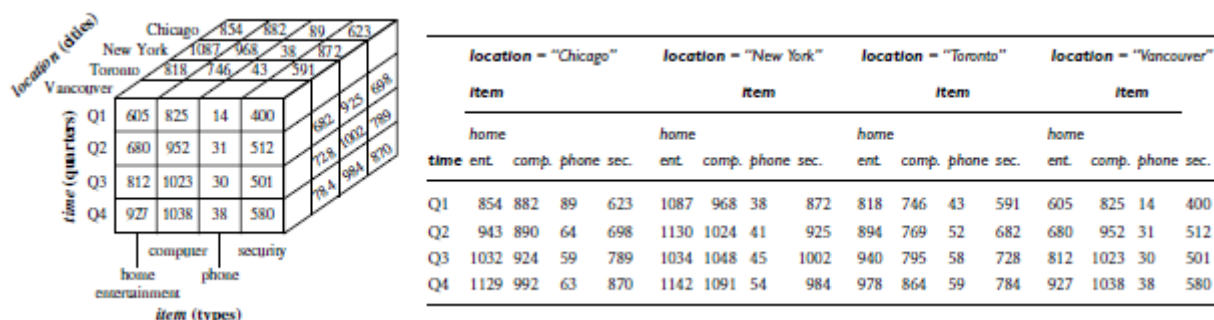 Chicago 854 882 89 623
New York 1087 968 38 872
Toronto 818 746 43 591
Vancouver
location (cities)
time (quarters)
Q1 605 825 14 400
Q2 680 952 31 512
Q3 812 1023 30 501
Q4 927 1038 38 580
682 925 698
728 1002 789
784 984 870
computer security
home phone
entertainment
item (types)
location = "Chicago" location = "New York" location = "Toronto" location = "Vancouver"
item item item item
home home home home
time ent. comp. phone sec. ent. comp. phone sec. ent. comp. phone sec. ent. comp. phone sec.
Q1 854 882 89 623 1087 968 38 872 818 746 43 591 605 825 14 400
Q2 943 890 64 698 1130 1024 41 925 894 769 52 682 680 952 31 512
Q3 1032 924 59 789 1034 1048 45 1002 940 795 58 728 812 1023 30 501
Q4 1129 992 63 870 1142 1091 54 984 978 864 59 784 927 1038 38 580